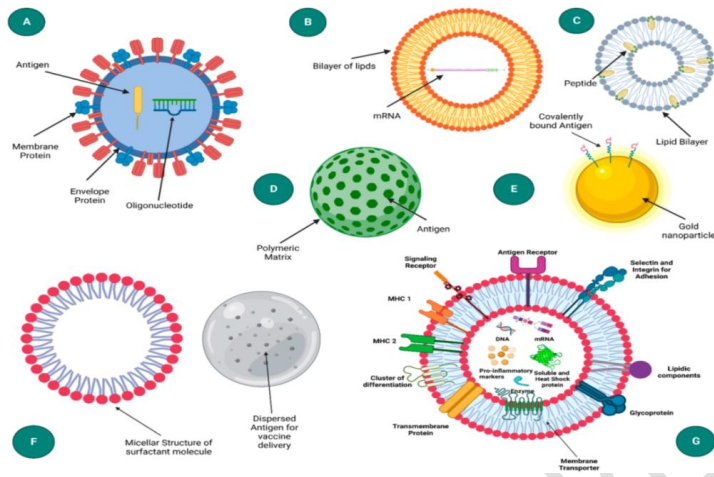 A
Antigen
Membrane
Protein
Envelope
Protein
Oligonucleotide
B
Bilayer of lipds
mRNA
C
Peptide
Lipid Bilayer
D
Polymeric
Matrix
Antigen
E
Covalently
bound Antigen
Gold
nanoparticle
F
Micellar Structure of
surfactant molecule
Dispersed
Antigen for
vaccine
delivery
G
Antigen Receptor
Signaling
Receptor
Selectin and
Integrin for
Adhesion
MHC 1
MHC 2
Cluster of
differentiation
Transmembrane
Protein
DNA
mRNA
Pro-inflammatory
markers
Soluble and
Heat Shock
protein
Enzyme
Lipidic
components
Glycoprotein
Membrane
Transporter